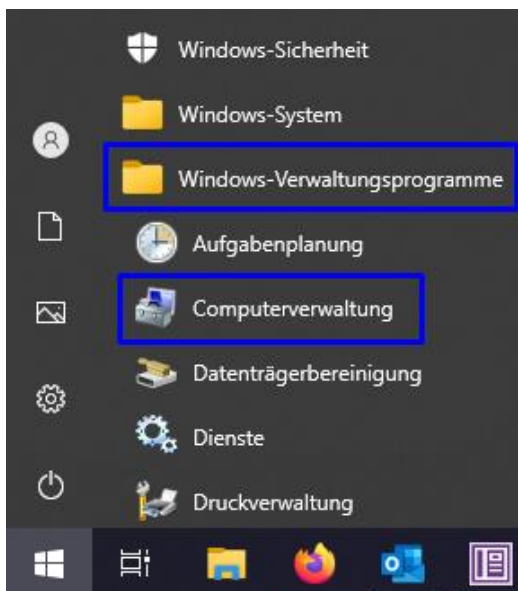 Windows-Sicherheit
Windows-System
Windows-Verwaltungsprogramme
Aufgabenplanung
Computerverwaltung
Datenträgerbereinigung
Dienste
Druckverwaltung